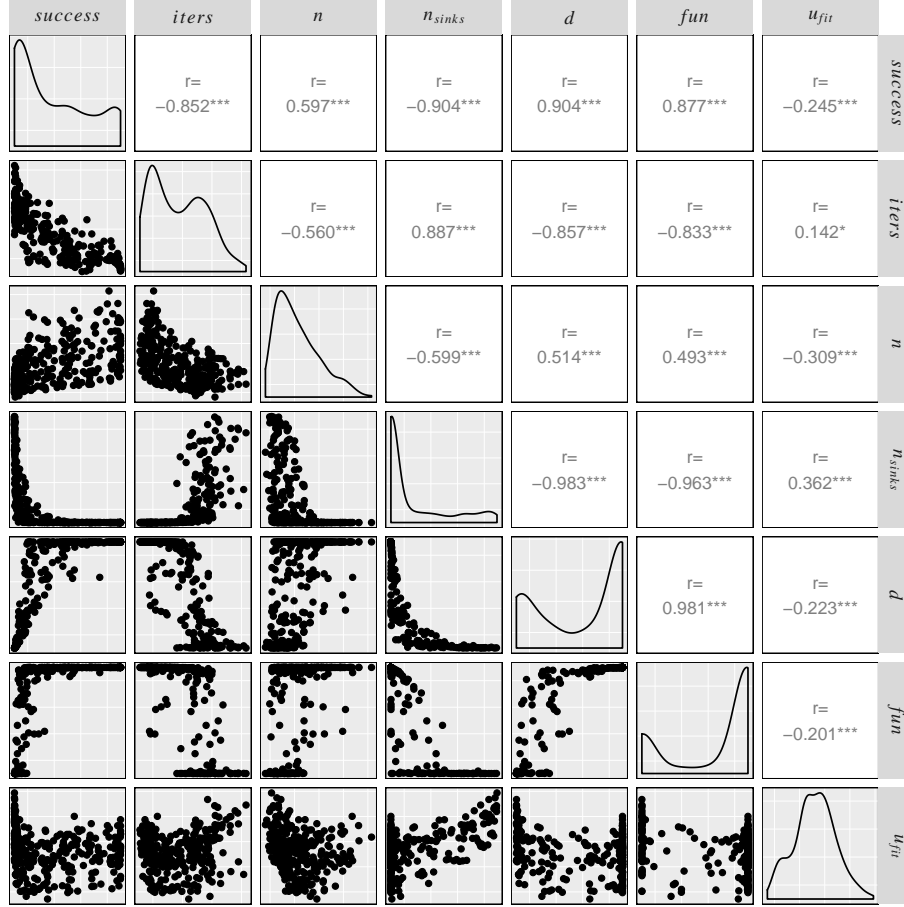 success iters n n_sinks d fun u_fit
r= r= r= r= r= r=
−0.852*** 0.597*** −0.904*** 0.904*** 0.877*** −0.245***
success
r= r= r= r= r=
−0.560*** 0.887*** −0.857*** −0.833*** 0.142*
iters
r= r= r= r=
−0.599*** 0.514*** 0.493*** −0.309***
n
r= r= r=
−0.983*** −0.963*** 0.362***
n_sinks
r= r=
0.981*** −0.223***
d
r=
−0.201***
fun
u_fit